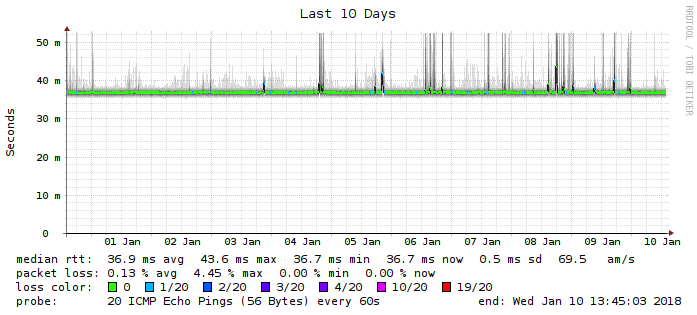 Last 10 Days
RRDTOOL / TOBI OETIKER
Seconds
50 m
40 m
30 m
20 m
10 m
0
01 Jan 02 Jan 03 Jan 04 Jan 05 Jan 06 Jan 07 Jan 08 Jan 09 Jan 10 Jan
median rtt: 36.9 ms avg 43.6 ms max 36.7 ms min 36.7 ms now 0.5 ms sd 69.5 am/s
packet loss: 0.13 % avg 4.45 % max 0.00 % min 0.00 % now
loss color: 0 1/20 2/20 3/20 4/20 10/20 19/20
probe: 20 ICMP Echo Pings (56 Bytes) every 60s end: Wed Jan 10 13:45:03 2018